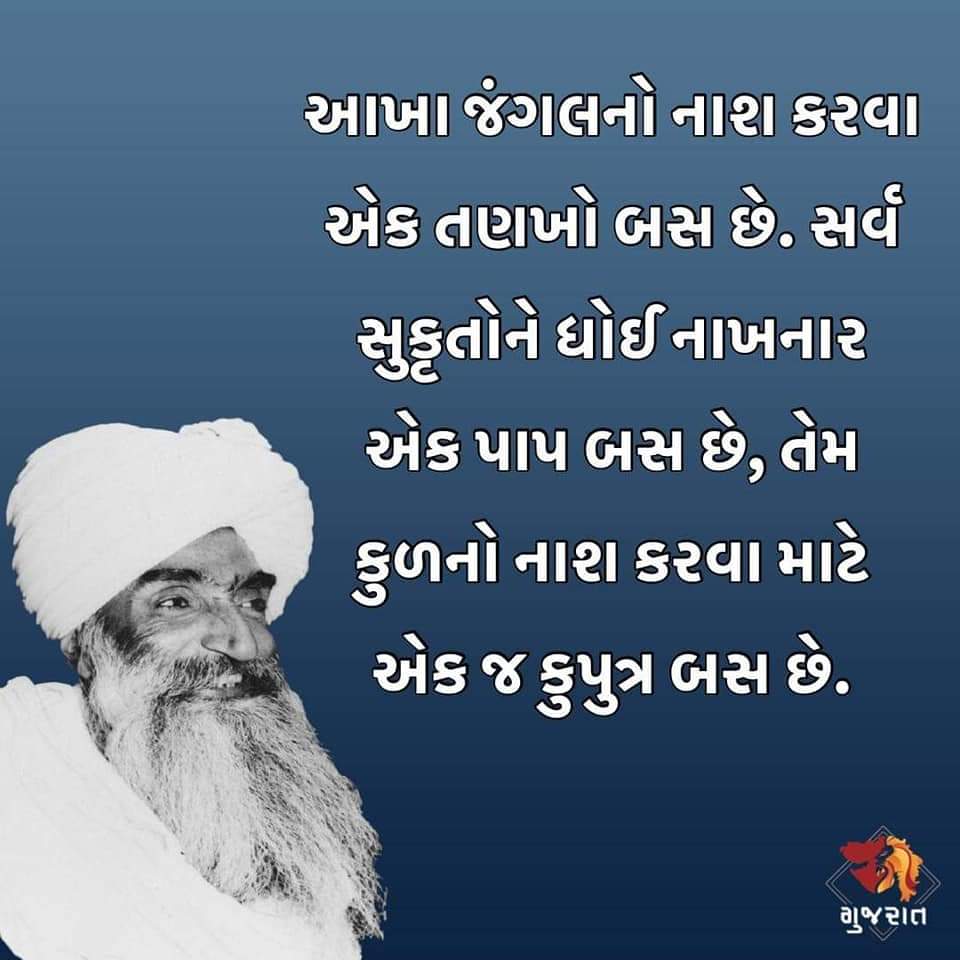 આખા જંગલનો નાશ કરવા
એક તણખો બસ છે. સર્વ
સુકૃતોને ધોઈ નાખનાર
એક પાપ બસ છે, તેમ
કુળનો નાશ કરવા માટે
એક જ કુપુત્ર બસ છે.
ગુજરાત